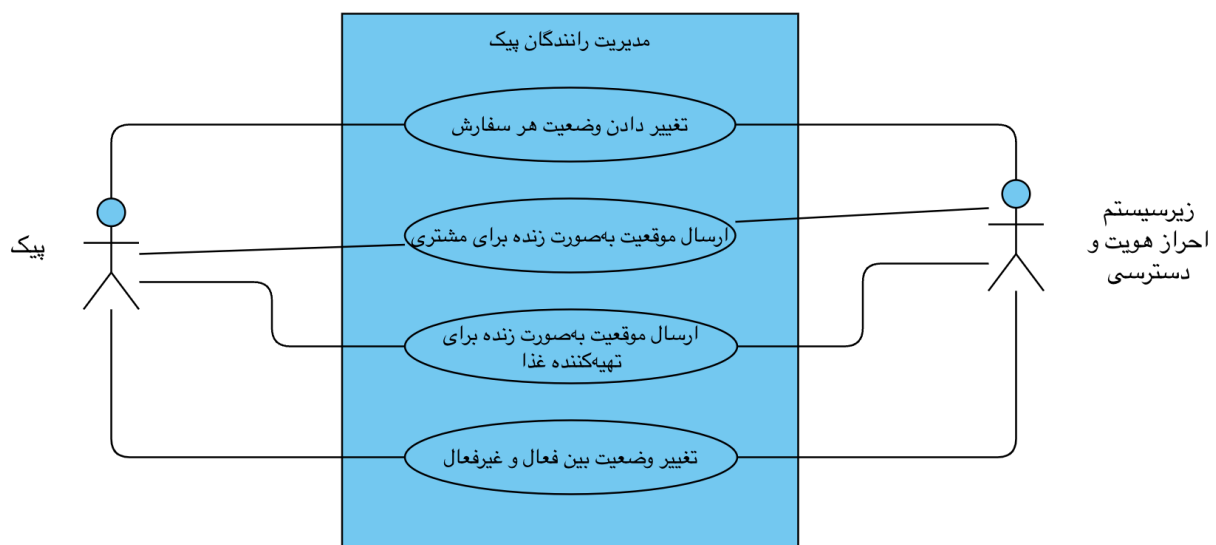 مدیریت رانندگان پیک
تغییر دادن وضعیت هر سفارش
ارسال موقعیت به‌صورت زنده برای مشتری
ارسال موقعیت به‌صورت زنده برای
تهیه‌کننده غذا
تغییر وضعیت بین فعال و غیرفعال
پیک
زیرسیستم
احراز هویت و
دسترسی